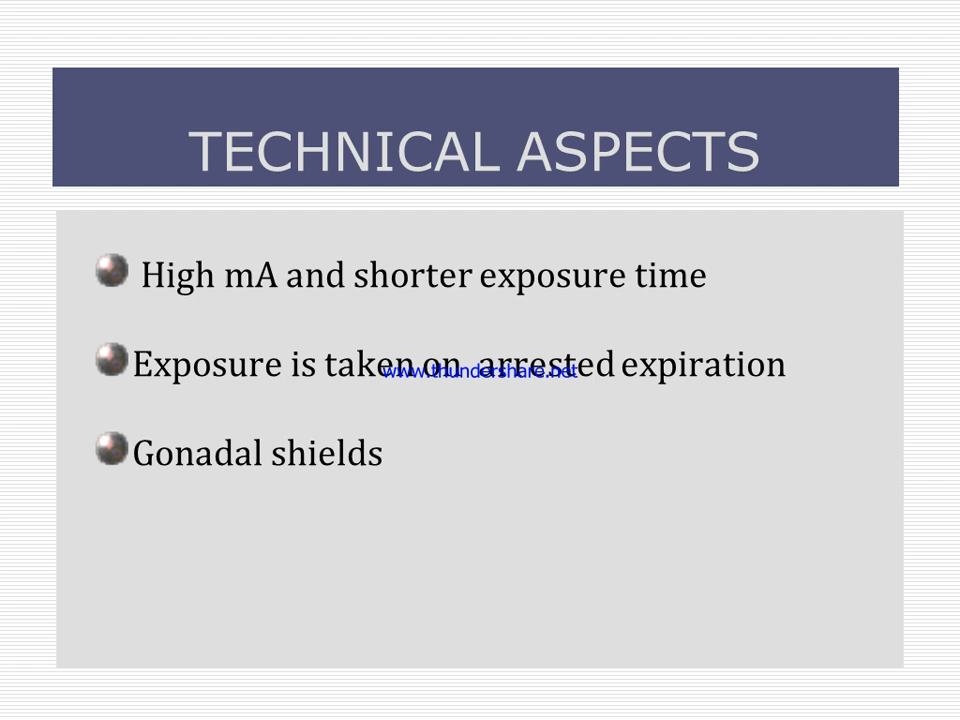 TECHNICAL ASPECTS
High mA and shorter exposure time
Exposure is taken on arrested expiration
www.thundershare.net
Gonadal shields